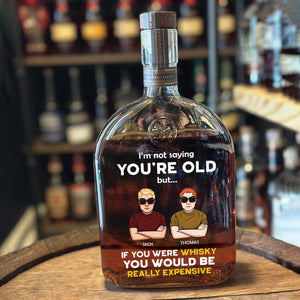 I'm not saying
YOU'RE OLD
but...
JACK THOMAS
IF YOU WERE WHISKY
YOU WOULD BE
REALLY EXPENSIVE